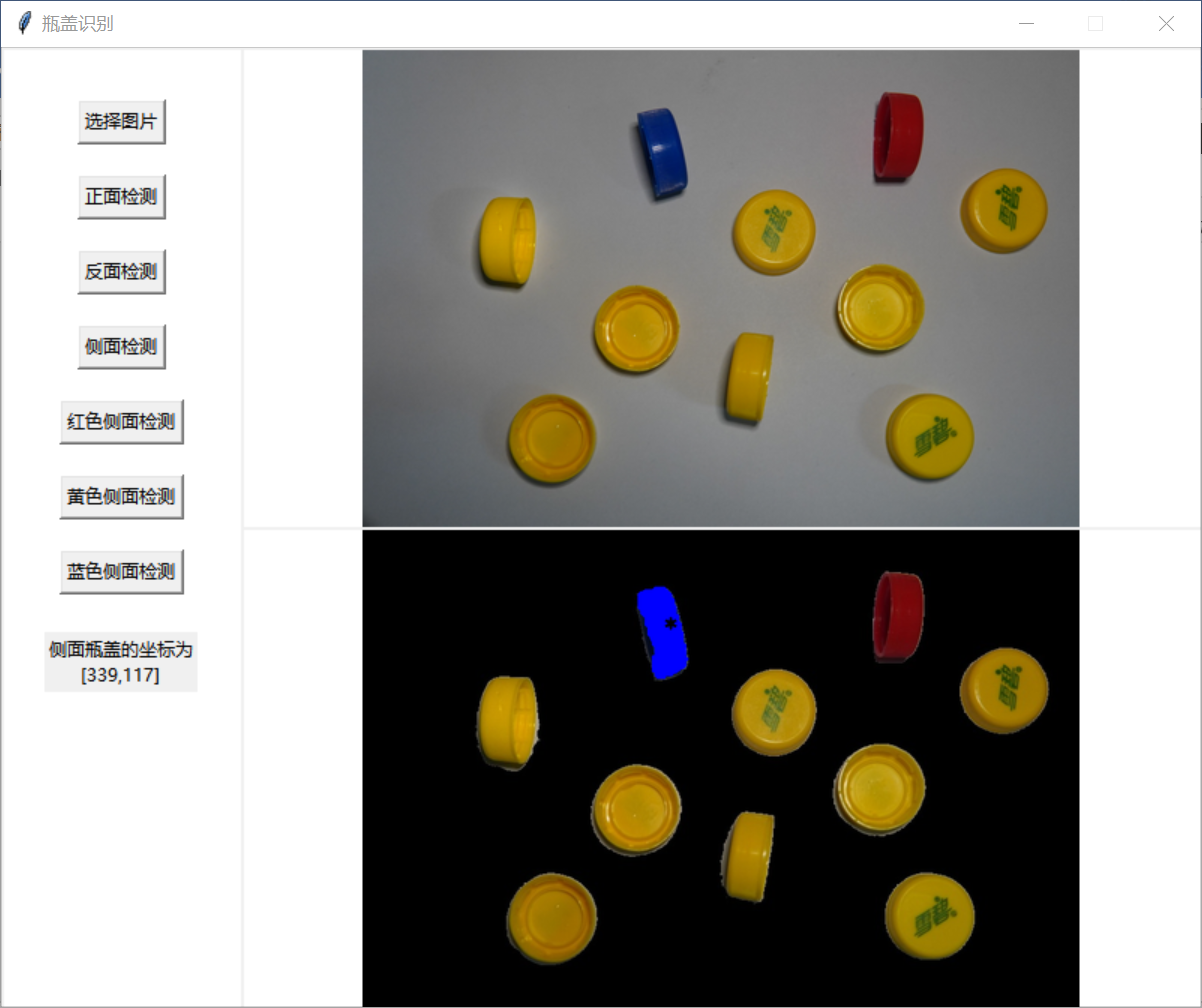 瓶盖识别
选择图片
正面检测
反面检测
侧面检测
红色侧面检测
黄色侧面检测
蓝色侧面检测
侧面瓶盖的坐标为
[339,117]